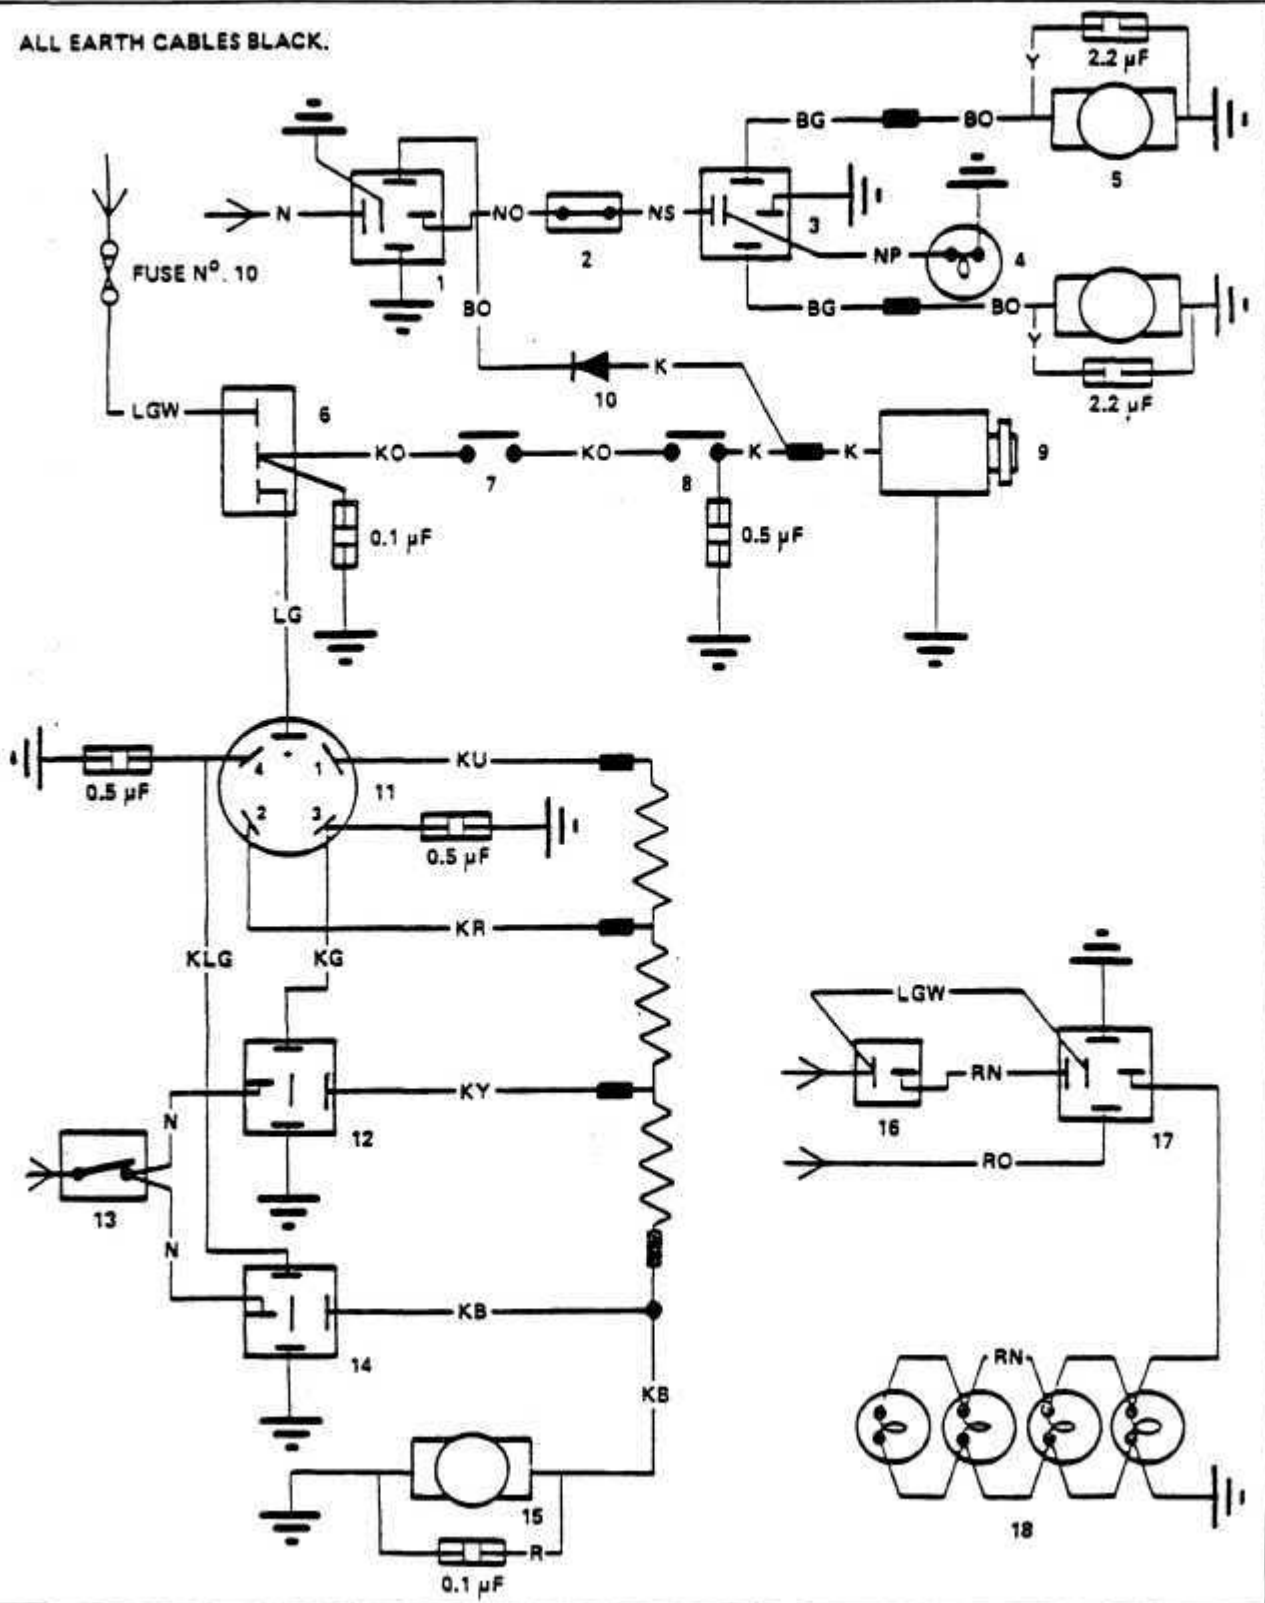 ALL EARTH CABLES BLACK.
2.2 µF
Y
BG
BO
5
N
NO
NS
3
2
1
NP
4
FUSE Nº. 10
BO
BG
BO
Y
2.2 µF
K
10
LGW
6
KO
7
KO
8
K
K
9
0.1 µF
0.5 µF
LG
4
1
KU
0.5 µF
11
2
3
0.5 µF
KR
KLG
KG
LGW
RN
16
17
KY
12
N
13
RO
N
KB
14
KB
RN
15
R
0.1 µF
18